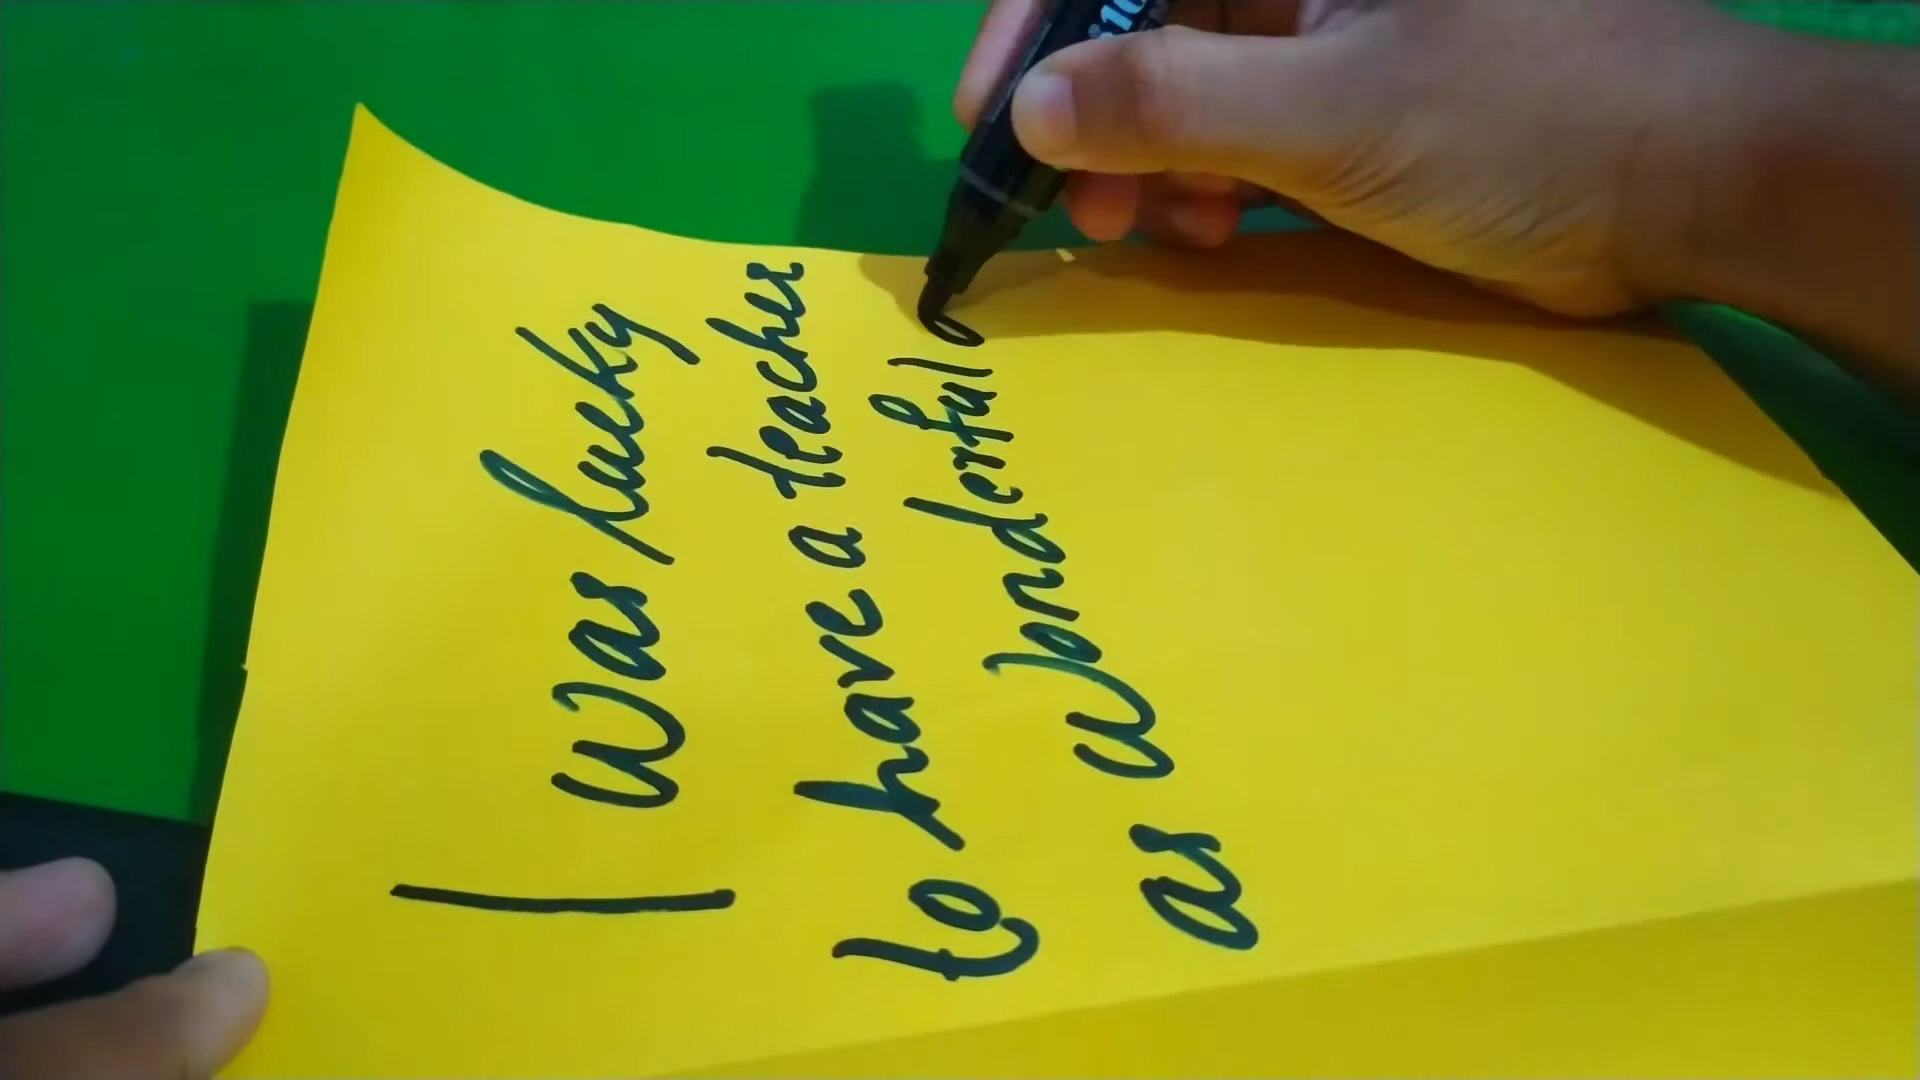 I was lucky
to have a teacher
as wonderful